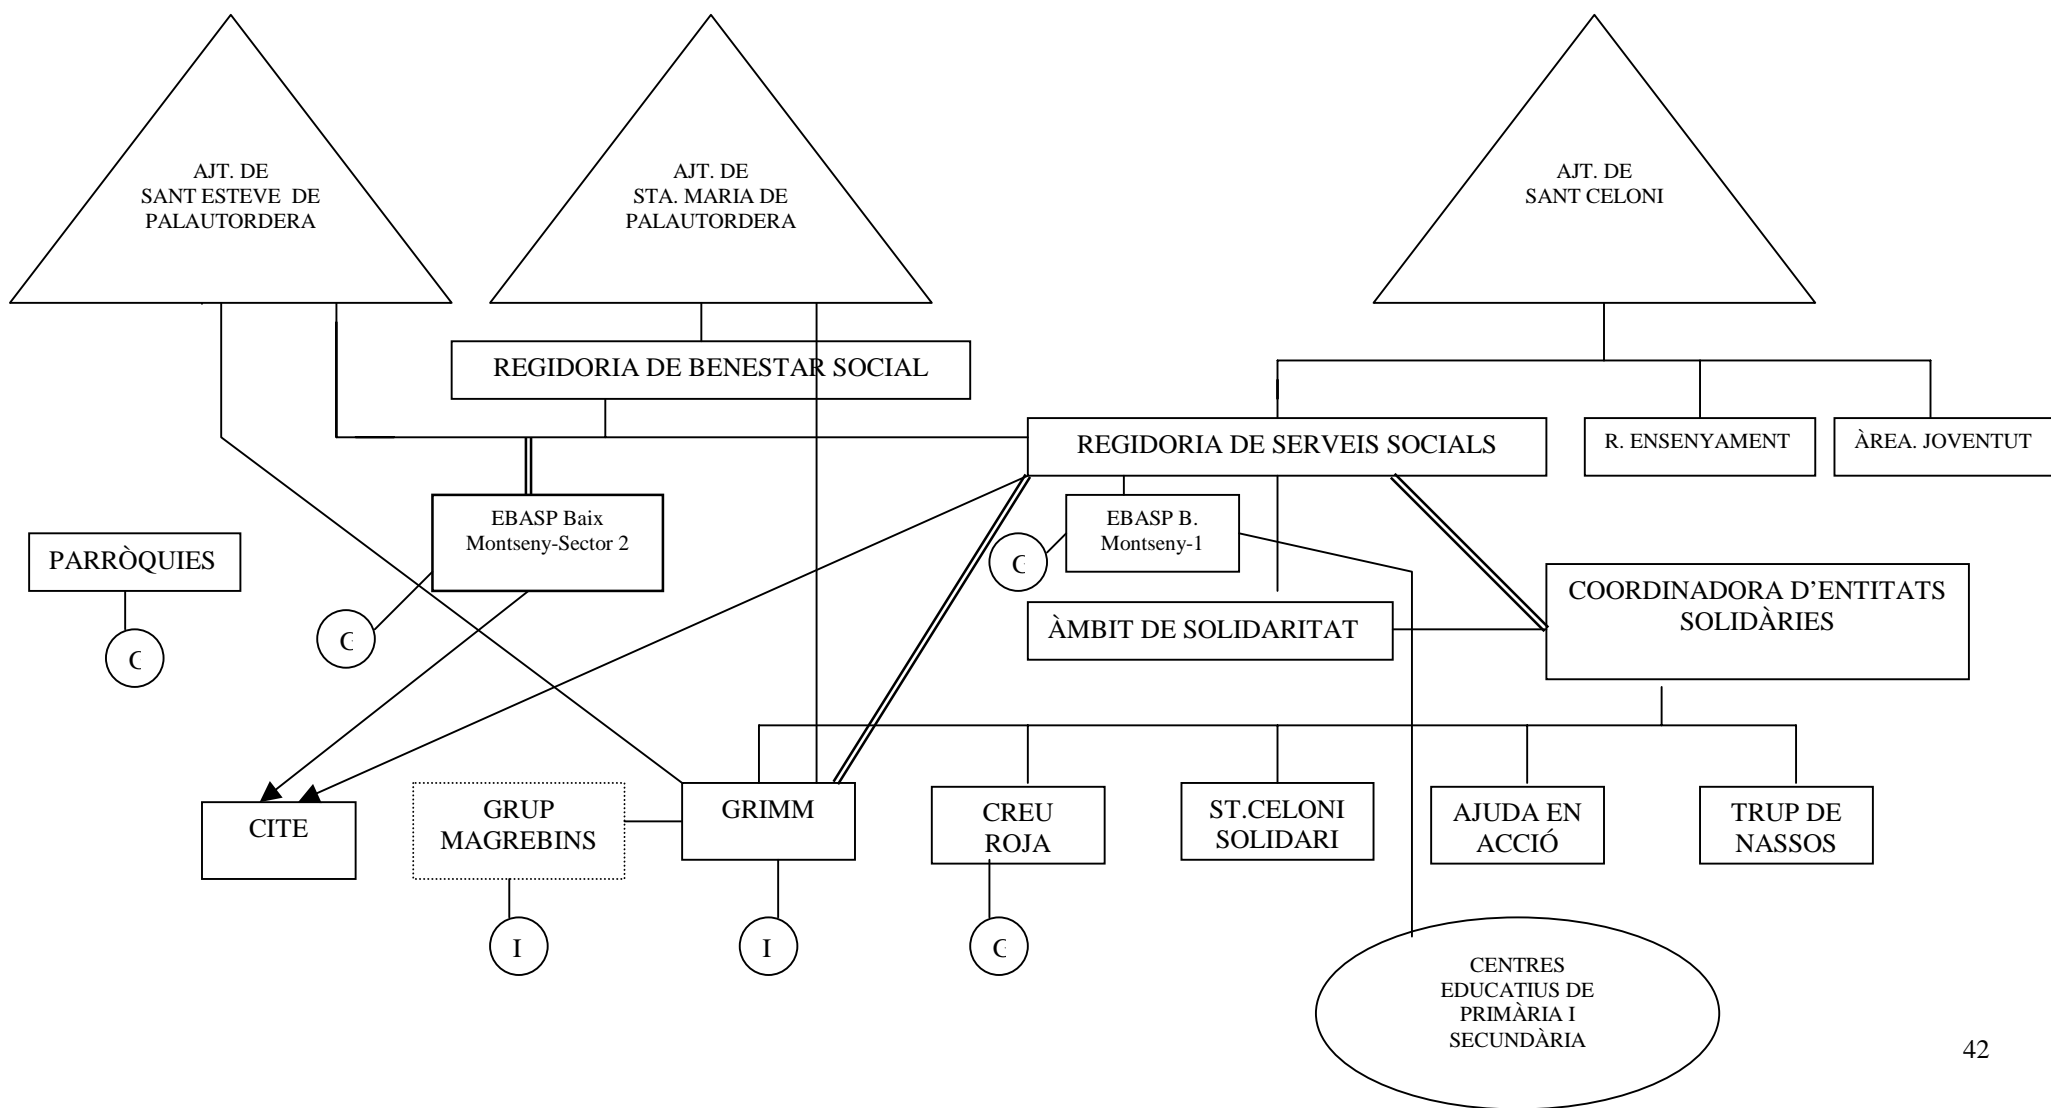 AJT. DE
SANT ESTEVE DE
PALAUTORDERA
AJT. DE
STA. MARIA DE
PALAUTORDERA
AJT. DE
SANT CELONI
REGIDORIA DE BENESTAR SOCIAL
REGIDORIA DE SERVEIS SOCIALS
R. ENSENYAMENT
ÀREA. JOVENTUT
EBASP Baix
Montseny-Sector 2
EBASP B.
Montseny-1
PARRÒQUIES
COORDINADORA D’ENTITATS
SOLIDÀRIES
ÀMBIT DE SOLIDARITAT
CITE
GRUP
MAGREBINS
GRIMM
CREU
ROJA
ST.CELONI
SOLIDARI
AJUDA EN
ACCIÓ
TRUP DE
NASSOS
I
I
CENTRES
EDUCATIUS DE
PRIMÀRIA I
SECUNDÀRIA
42